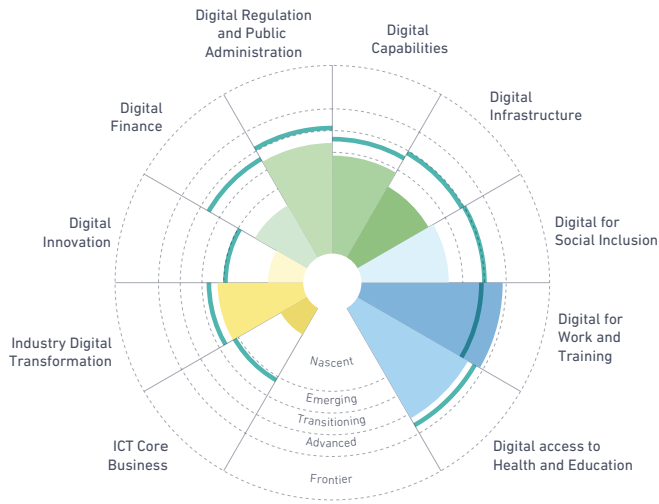 Digital Regulation
and Public
Administration
Digital
Capabilities
Digital
Infrastructure
Digital for
Social Inclusion
Digital for
Work and
Training
Digital access to
Health and Education
ICT Core
Business
Industry Digital
Transformation
Digital
Innovation
Digital
Finance
Nascent
Emerging
Transitioning
Advanced
Frontier